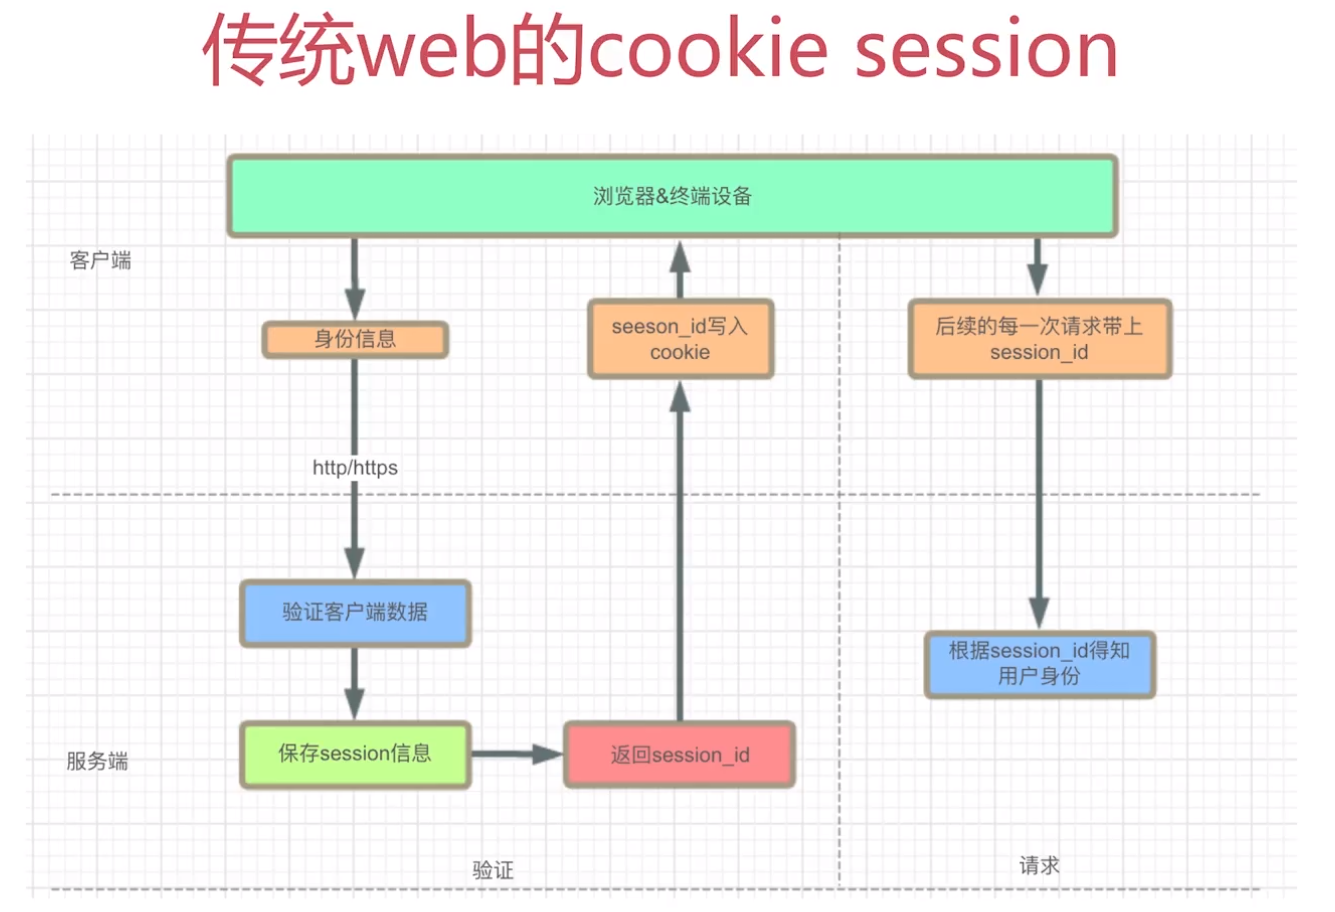 传统web的cookie session
浏览器&终端设备
客户端
身份信息
seeson_id写入
cookie
后续的每一次请求带上
session_id
http/https
验证客户端数据
根据session_id得知
用户身份
服务端
保存session信息
返回session_id
验证
请求